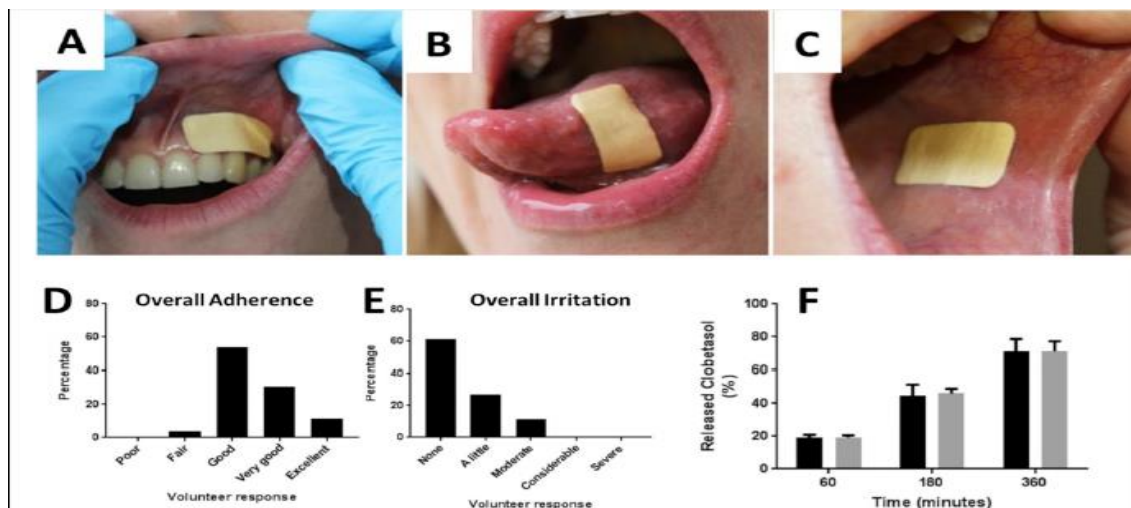 A
B
C
D
Overall Adherence
Percentage
80
60
40
20
0
Poor
Fair
Good
Very good
Excellent
Volunteer response
E
Overall Irritation
Percentage
80
60
40
20
0
None
A little
Moderate
Considerable
Severe
Volunteer response
F
Released Clobetasol
(%)
100
80
60
40
20
0
60
180
360
Time (minutes)